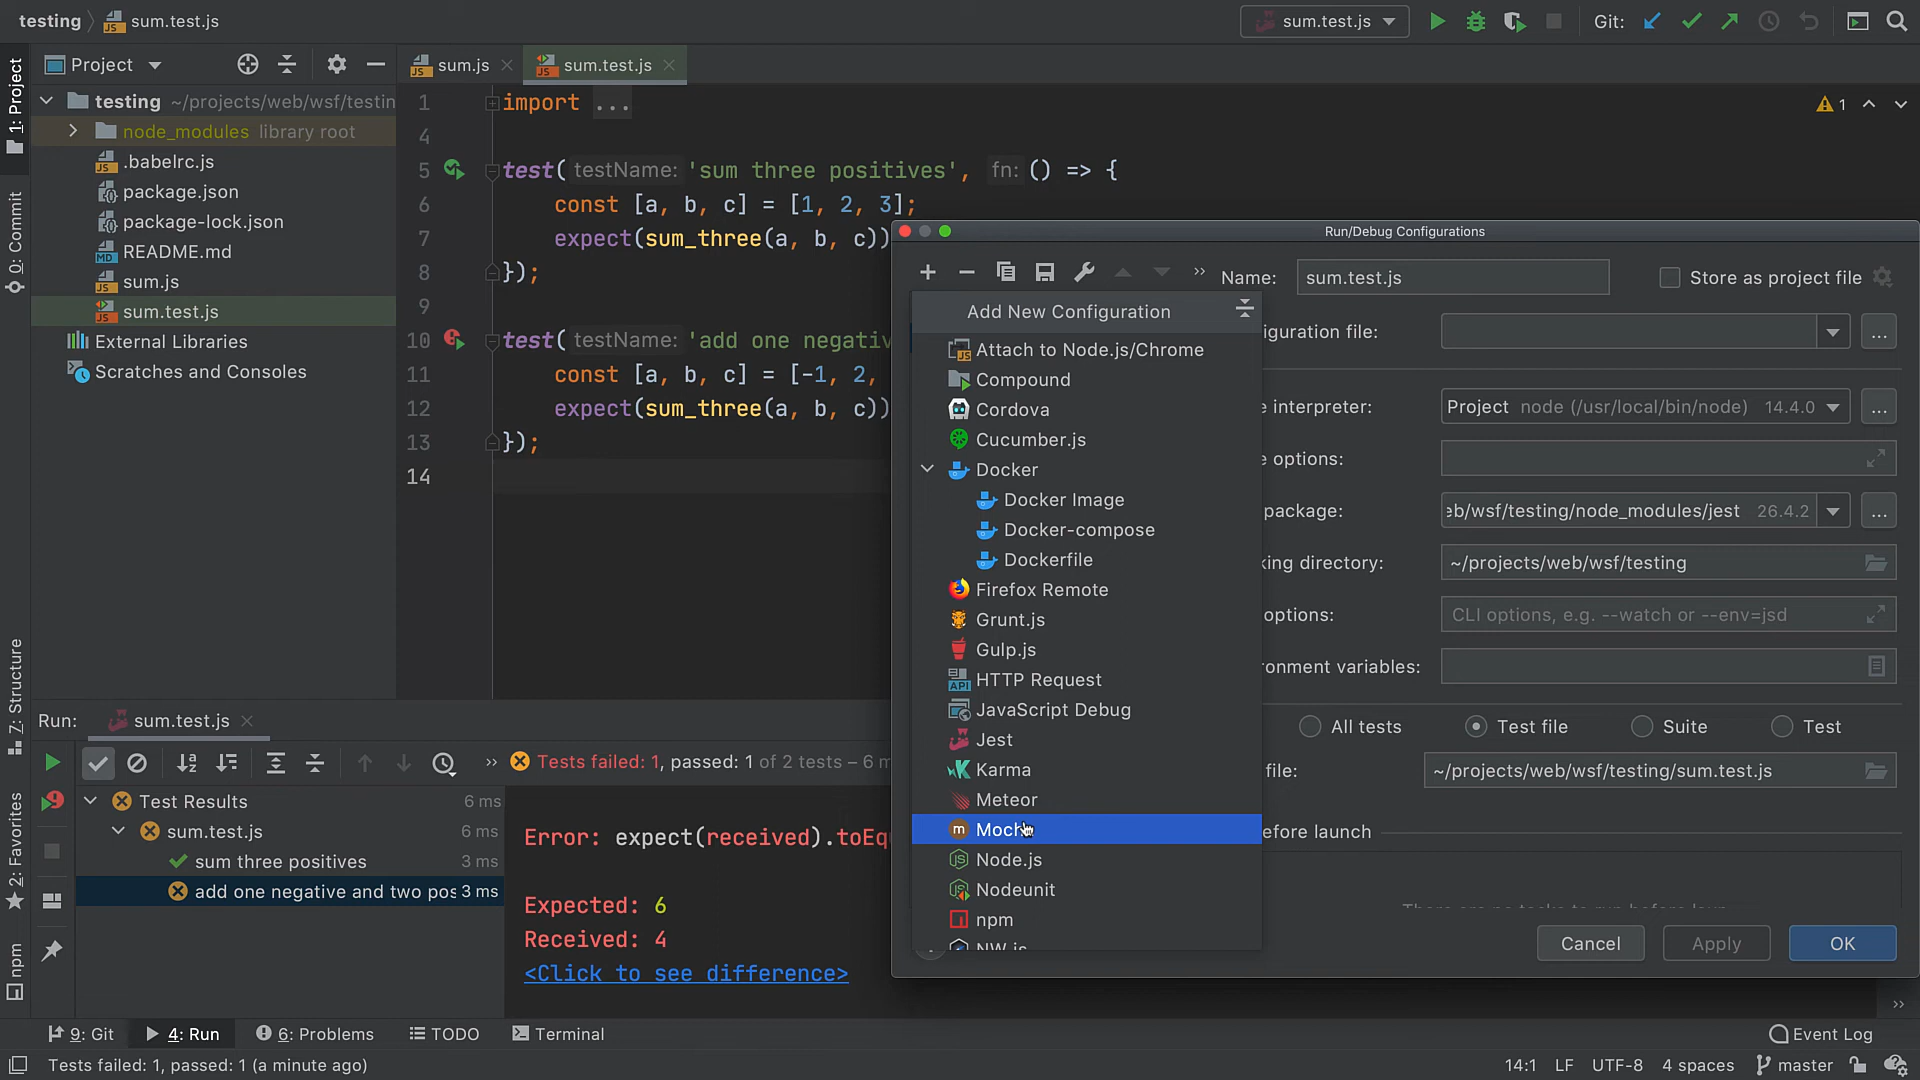 testing
sum.test.js
sum.test.js
Git:
1: Project
Project
sum.js
sum.test.js
testing ~/projects/web/wsf/testin
node_modules library root
.babelrc.js
package.json
package-lock.json
README.md
sum.js
sum.test.js
External Libraries
Scratches and Consoles
0: Commit
Z: Structure
2: Favorites
npm
1 import ...
4
5 test( testName: 'sum three positives', fn: () => {
6 const [a, b, c] = [1, 2, 3];
7 expect(sum_three(a, b, c))
8 });
9
10 test( testName: 'add one negativ
11 const [a, b, c] = [-1, 2,
12 expect(sum_three(a, b, c))
13 });
14
1
Run/Debug Configurations
Name: sum.test.js
Store as project file
Add New Configuration
Attach to Node.js/Chrome
Compound
Cordova
Cucumber.js
Docker
Docker Image
Docker-compose
Dockerfile
Firefox Remote
Grunt.js
Gulp.js
HTTP Request
JavaScript Debug
Jest
Karma
Meteor
Mocha
Node.js
Nodeunit
npm
NW.js
iguration file:
e interpreter: Project node (/usr/local/bin/node) 14.4.0
e options:
package: eb/wsf/testing/node_modules/jest 26.4.2
king directory: ~/projects/web/wsf/testing
options: CLI options, e.g. --watch or --env=jsd
ronment variables:
All tests Test file Suite Test
file: ~/projects/web/wsf/testing/sum.test.js
efore launch
There are no tasks to run before laun
Cancel Apply OK
Run: sum.test.js
Tests failed: 1, passed: 1 of 2 tests – 6 m
Test Results 6 ms
sum.test.js 6 ms
sum three positives 3 ms
add one negative and two pos 3 ms
Error: expect(received).toEqu
Expected: 6
Received: 4
<Click to see difference>
9: Git
4: Run
6: Problems
TODO
Terminal
Event Log
Tests failed: 1, passed: 1 (a minute ago)
14:1 LF UTF-8 4 spaces master